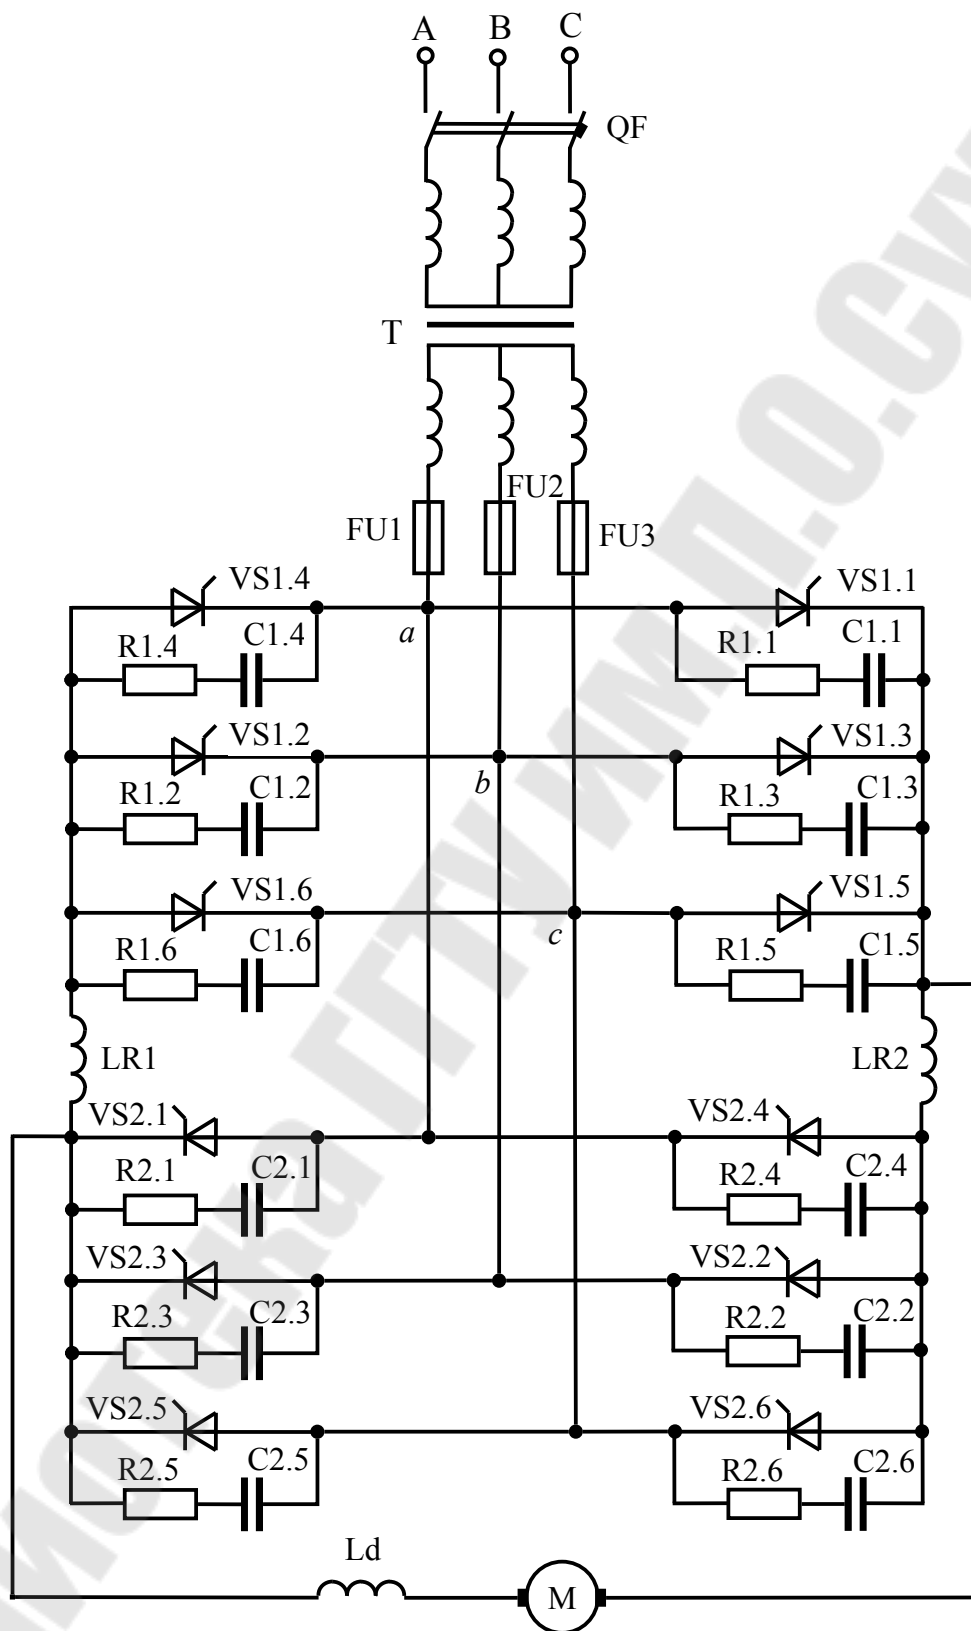 A B C
QF
T
FU1 FU2 FU3
VS1.4 VS1.1
R1.4 C1.4 a R1.1 C1.1
VS1.2 VS1.3
R1.2 C1.2 b R1.3 C1.3
VS1.6 VS1.5
R1.6 C1.6 c R1.5 C1.5
LR1 LR2
VS2.1 VS2.4
R2.1 C2.1 R2.4 C2.4
VS2.3 VS2.2
R2.3 C2.3 R2.2 C2.2
VS2.5 VS2.6
R2.5 C2.5 R2.6 C2.6
Ld
M
ГГТУ им.П.О.Су